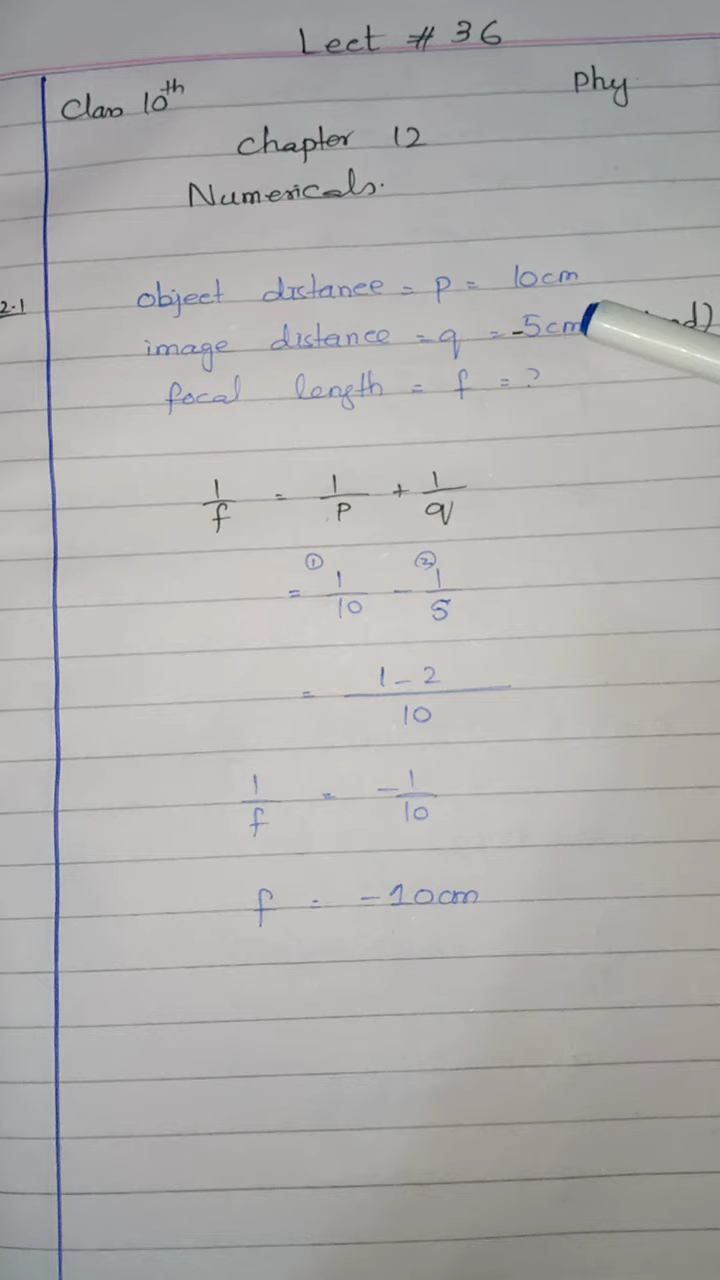 Lect # 36
Class 10th Phy
Chapter 12
Numericals.
2.1 object distance = p = 10cm
image distance = q = -5cm
focal length = f = ?
1/f = 1/p + 1/q
① ②
= 1/10 - 1/5
= 1-2/10
1/f = -1/10
f = -10cm